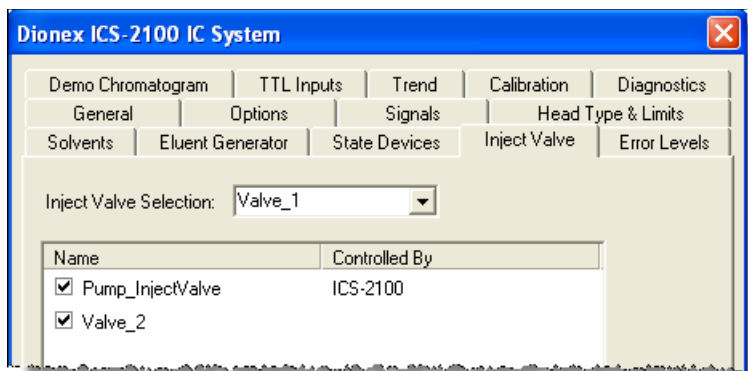 Dionex ICS-2100 IC System
Demo Chromatogram TTL Inputs Trend Calibration Diagnostics
General Options Signals Head Type & Limits
Solvents Eluent Generator State Devices Inject Valve Error Levels
Inject Valve Selection: Valve_1
Name Controlled By
Pump_InjectValve ICS-2100
Valve_2